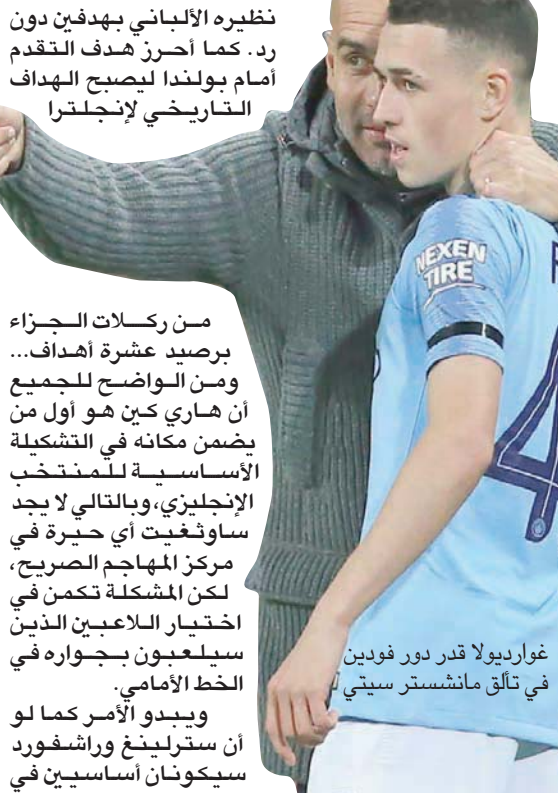 نظيره الألباني بهدفين دون
رد. كما أحرز هدف التقدم
أمام بولندا ليصبح الهداف
التاريخي لإنجلترا
من ركلات الجزاء
برصيد عشرة أهداف...
ومن الواضح للجميع
أن هاري كين هو أول من
يضمن مكانه في التشكيلة
الأساسية للمنتخب
الإنجليزي، وبالتالي لا يجد
ساوثغيت أي حيرة في
مركز المهاجم الصريح،
لكن المشكلة تكمن في
اختيار اللاعبين الذين
سيلعبون بجواره في
الخط الأمامي.
ويبدو الأمر كما لو
أن سترلينغ وراشفورد
سيكونان أساسيين في
NEXEN
TIRE
4
غوارديولا قدر دور فودين
في تألق مانشستر سيتي